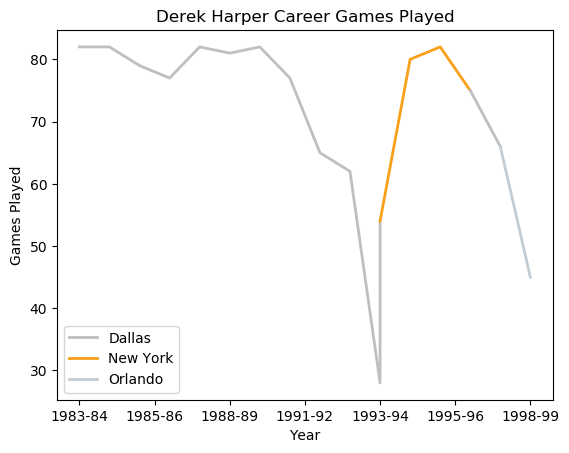 Derek Harper Career Games Played
Games Played
80
70
60
50
40
30
Dallas
New York
Orlando
1983-84 1985-86 1988-89 1991-92 1993-94 1995-96 1998-99
Year